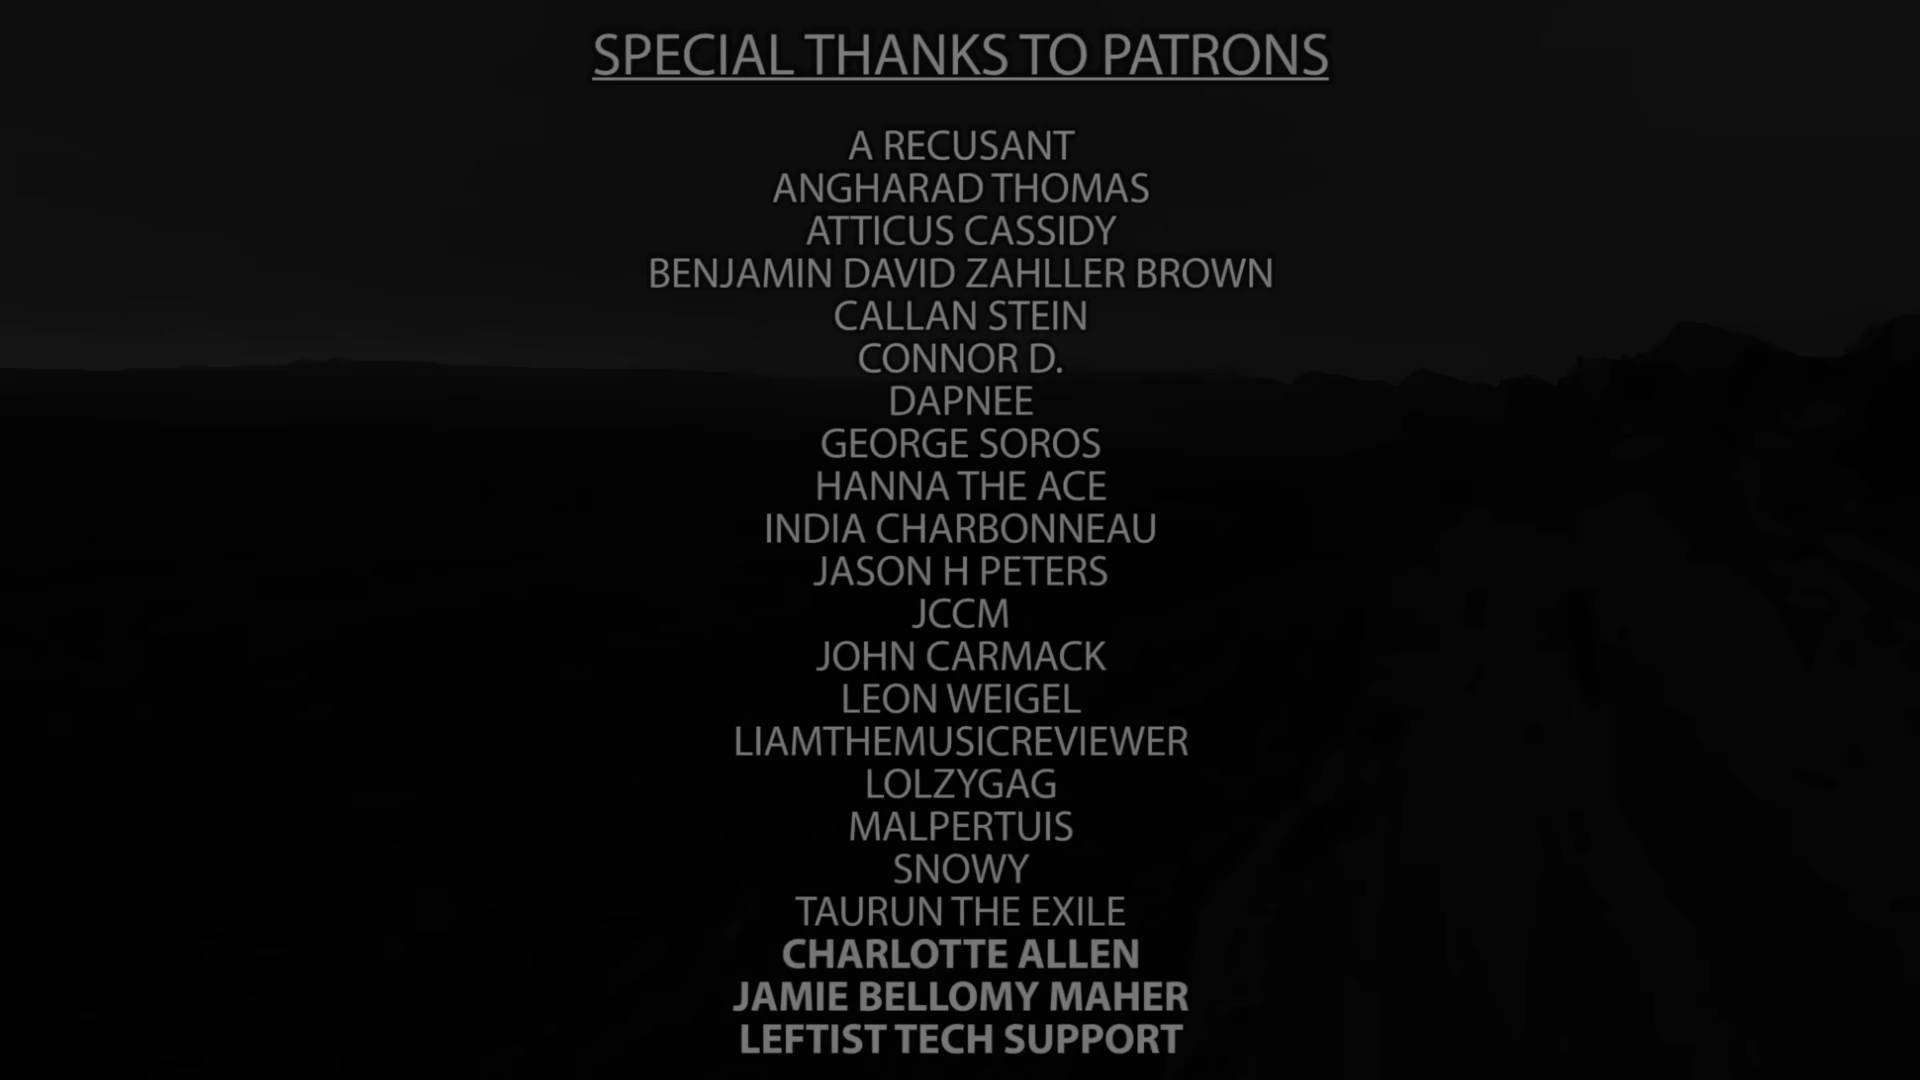 SPECIAL THANKS TO PATRONS
A RECUSANT
ANGHARAD THOMAS
ATTICUS CASSIDY
BENJAMIN DAVID ZAHLLER BROWN
CALLAN STEIN
CONNOR D.
DAPNEE
GEORGE SOROS
HANNA THE ACE
INDIA CHARBONNEAU
JASON H PETERS
JCCM
JOHN CARMACK
LEON WEIGEL
LIAMTHEMUSICREVIEWER
LOLZYGAG
MALPERTUIS
SNOWY
TAURUN THE EXILE
CHARLOTTE ALLEN
JAMIE BELLOMY MAHER
LEFTIST TECH SUPPORT